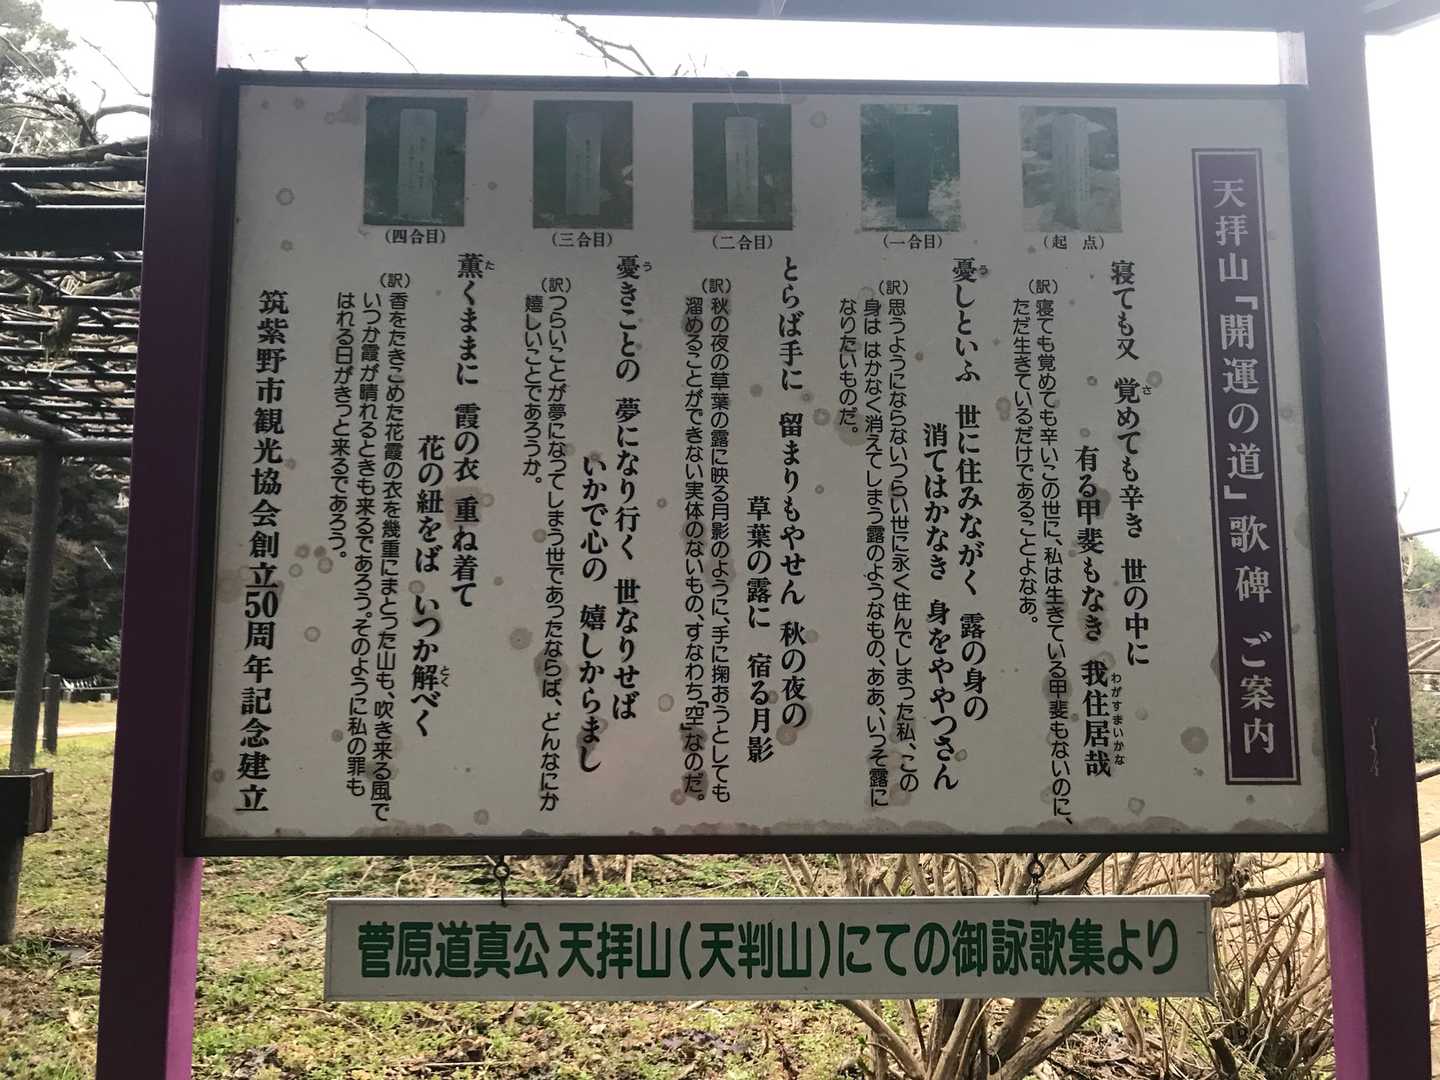 天拝山「開運の道」歌碑 ご案内
(起 点)
寝ても又 覚めても辛き 世の中に
さ
有る甲斐もなき 我住居哉
わがすまいかな
(訳)寝ても覚めても辛いこの世に、私は生きている甲斐もないのに、
ただ生きているだけであることよなあ。
(一合目)
憂しといふ 世に住みながく 露の身の
う
消てはかなき 身をややつさん
(訳)思うようにならないつらい世に永く住んでしまった私、この
身は はかなく消えてしまう露のようなもの、ああ、いっそ露に
なりたいものだ。
(二合目)
とらば手に 留まりもやせん 秋の夜の
草葉の露に 宿る月影
(訳)秋の夜の草葉の露に映る月影のように、手に掬おうとしても
溜めることができない実体のないもの、すなわち「空」なのだ。
(三合目)
憂きことの 夢になり行く 世なりせば
う
いかで心の 嬉しからまし
(訳)つらいことが夢になってしまう世であったならば、どんなにか
嬉しいことであろうか。
(四合目)
薫くままに 霞の衣 重ね着て
た
花の紐をば いつか解べく
とく
(訳)香をたきこめた花霞の衣を幾重にまとった山も、吹き来る風で
いつか霞が晴れるときも来るであろう。そのように私の罪も
はれる日がきっと来るであろう。
筑紫野市観光協会創立50周年記念建立
菅原道真公 天拝山(天判山)にての御詠歌集より